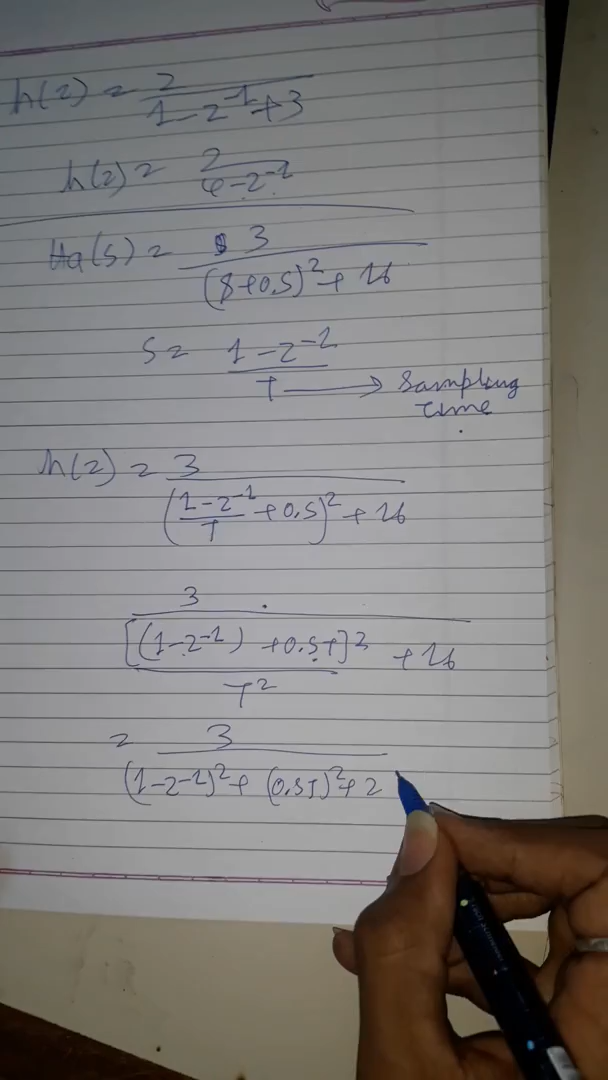 h(z) = 2 / (1 - z^-1 + 3)
h(z) = 2 / (4 - z^-1)
Ha(s) = 3 / ((s + 0.5)^2 + 16)
s = (1 - z^-1) / T → Sampling
Time
h(z) = 3 / (((1 - z^-1)/T + 0.5)^2 + 16)
3 / ([(1 - z^-1) + 0.5T]^2 / T^2 + 16)
= 3 / ((1 - z^-1)^2 + (0.5T)^2 + 2